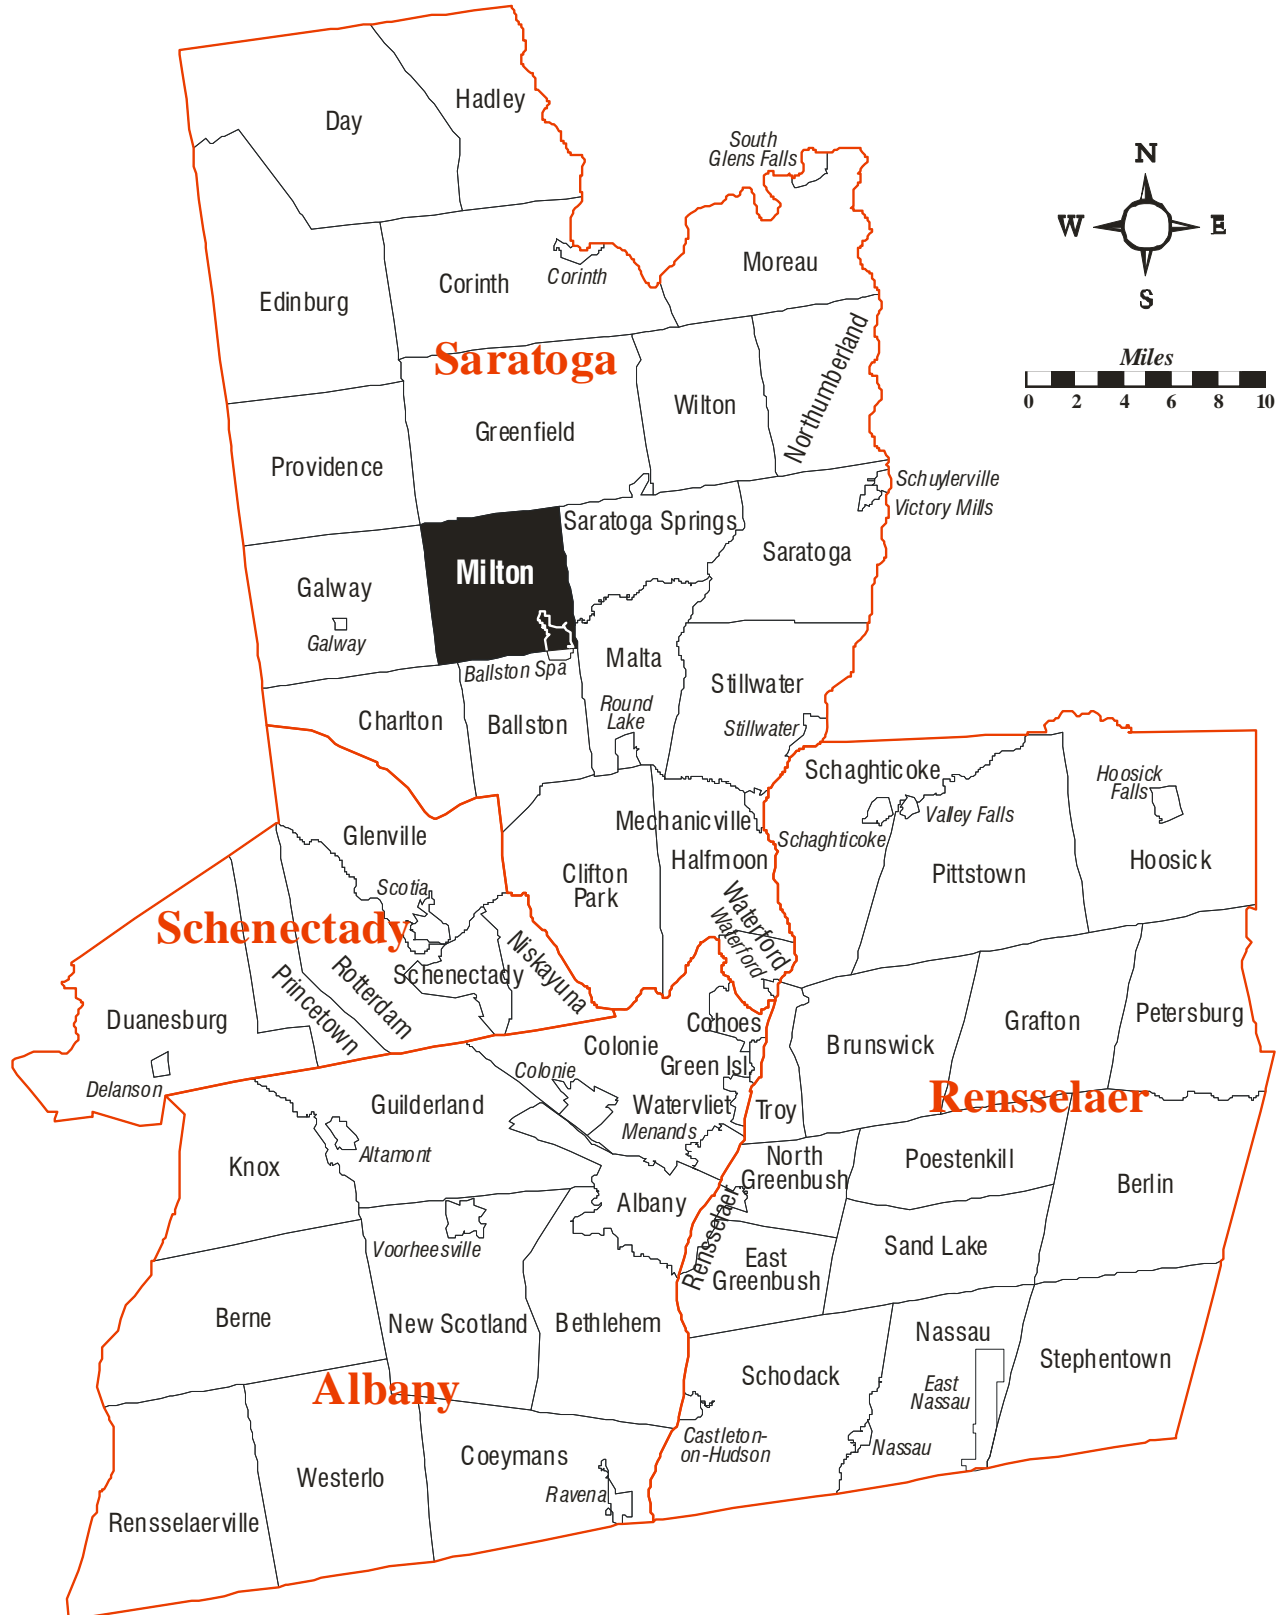 Hadley
Day
South
Glens Falls
N
W
E
S
Moreau
Corinth
Corinth
Edinburg
Miles
0 2 4 6 8 10
Saratoga
Northumberland
Wilton
Greenfield
Providence
Schuylerville
Victory Mills
Saratoga Springs
Saratoga
Milton
Galway
Galway
Malta
Ballston Spa
Stillwater
Round
Lake
Charlton
Ballston
Stillwater
Schaghticoke
Hoosick
Falls
Valley Falls
Mechanicville
Glenville
Schaghticoke
Halfmoon
Hoosick
Clifton
Park
Pittstown
Scotia
Waterford
Waterford
Schenectady
Niskayuna
Schenectady
Rotterdam
Princetown
Duanesburg
Cohoes
Petersburg
Grafton
Colonie
Brunswick
Green Isl.
Colonie
Delanson
Rensselaer
Guilderland
Watervliet
Troy
Menands
Altamont
North
Greenbush
Poestenkill
Knox
Berlin
Albany
Rensselaer
Voorheesville
Sand Lake
East
Greenbush
Berne
New Scotland
Bethlehem
Nassau
Stephentown
Schodack
Albany
East
Nassau
Castleton-
on-Hudson
Nassau
Coeymans
Westerlo
Ravena
Rensselaerville